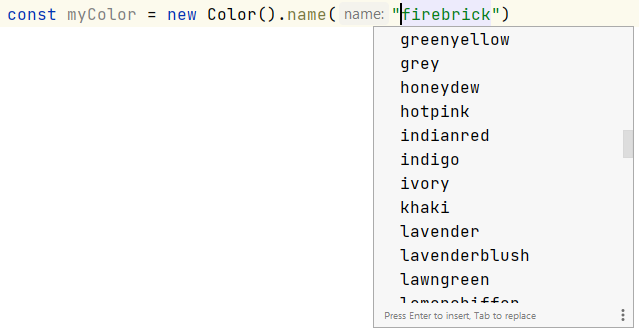 const myColor = new Color().name( name: "firebrick")
greenyellow
grey
honeydew
hotpink
indianred
indigo
ivory
khaki
lavender
lavenderblush
lawngreen
Press Enter to insert, Tab to replace